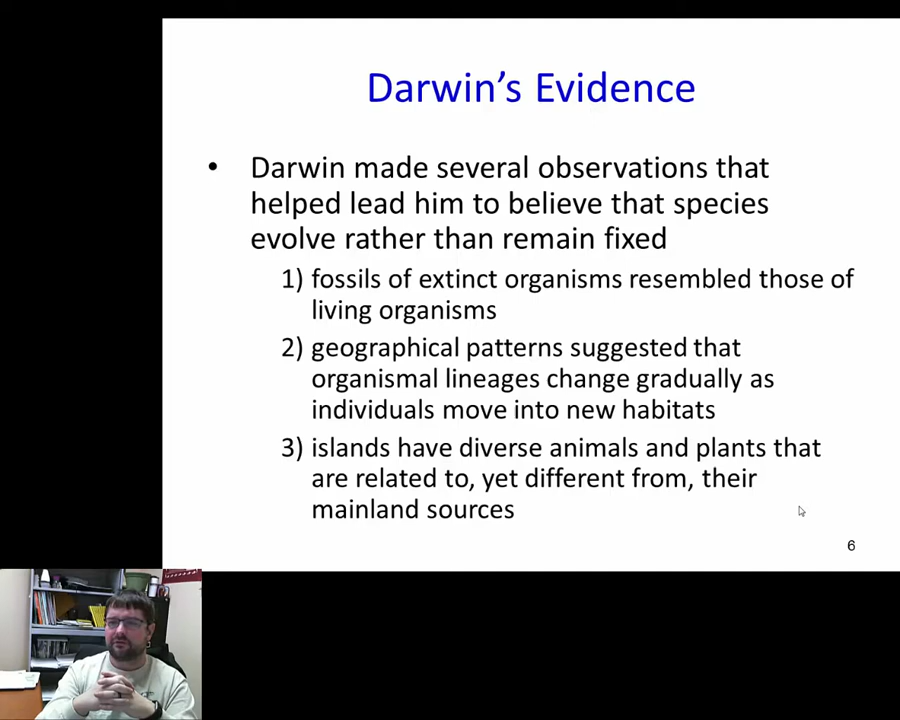 Darwin's Evidence
• Darwin made several observations that
helped lead him to believe that species
evolve rather than remain fixed
1) fossils of extinct organisms resembled those of
living organisms
2) geographical patterns suggested that
organismal lineages change gradually as
individuals move into new habitats
3) islands have diverse animals and plants that
are related to, yet different from, their
mainland sources
6